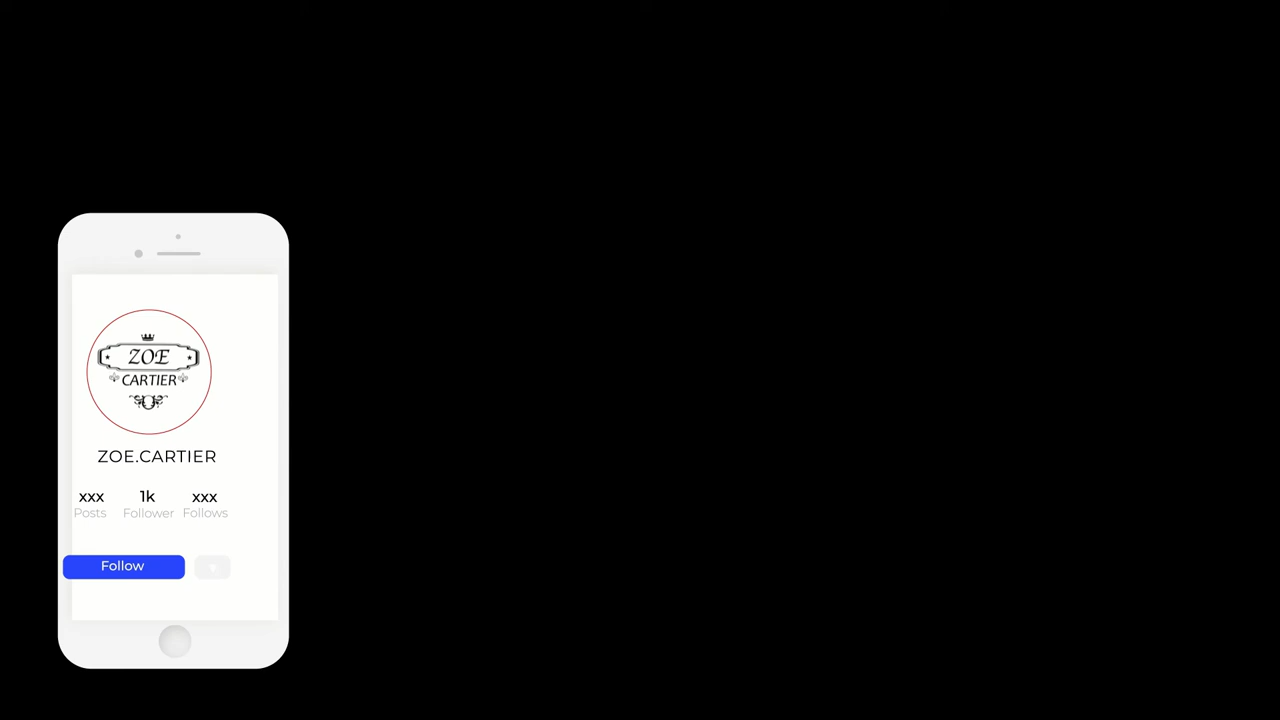 ZOE
CARTIER
ZOE.CARTIER
xxx 1k xxx
Posts Follower Follows
Follow